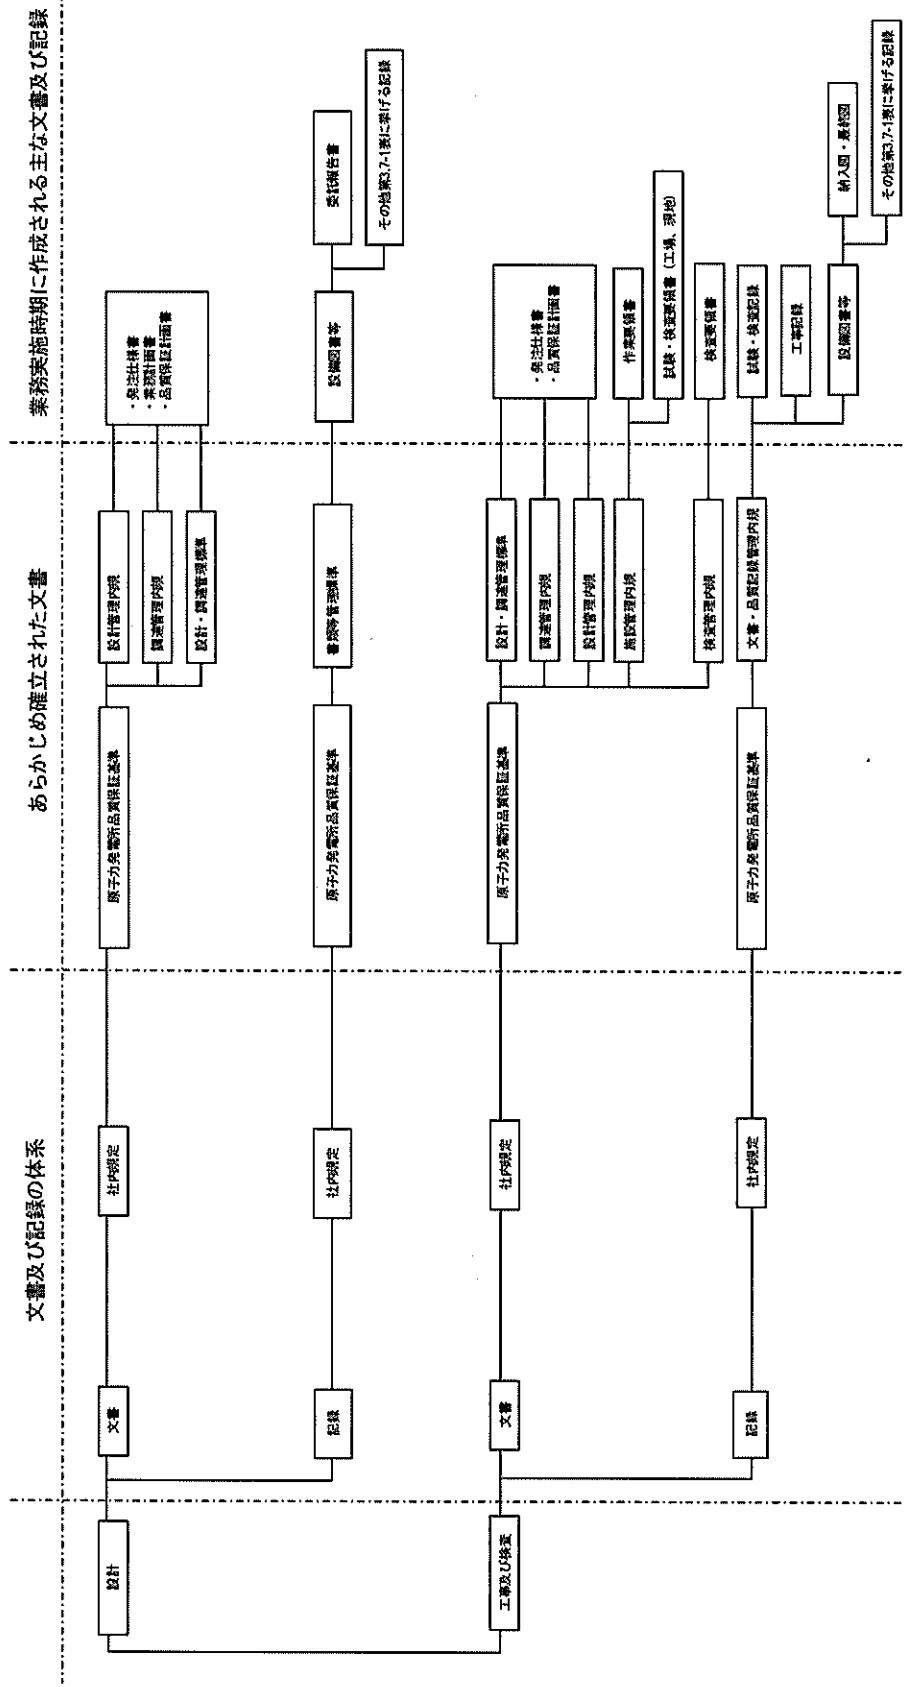 文書及び記録の体系
あらかじめ確立された文書
業務実施時期に作成される主な文書及び記録
設計
文書
社内規定
原子力発電所品質保証基準
設計管理内規
調達管理内規
設計・調達管理標準
・発注仕様書
・業務計画書
・品質保証計画書
記録
社内規定
原子力発電所品質保証基準
書類等管理標準
設備図書等
委託報告書
その他第3.7-1表に挙げる記録
工事及び検査
文書
社内規定
原子力発電所品質保証基準
設計・調達管理標準
調達管理内規
設計管理内規
・発注仕様書
・品質保証計画書
施設管理内規
作業要領書
試験・検査要領書（工場、現地）
検査管理内規
検査要領書
記録
社内規定
原子力発電所品質保証基準
文書・品質記録管理内規
試験・検査記録
工事記録
設備図書等
納入図・最終図
その他第3.7-1表に挙げる記録